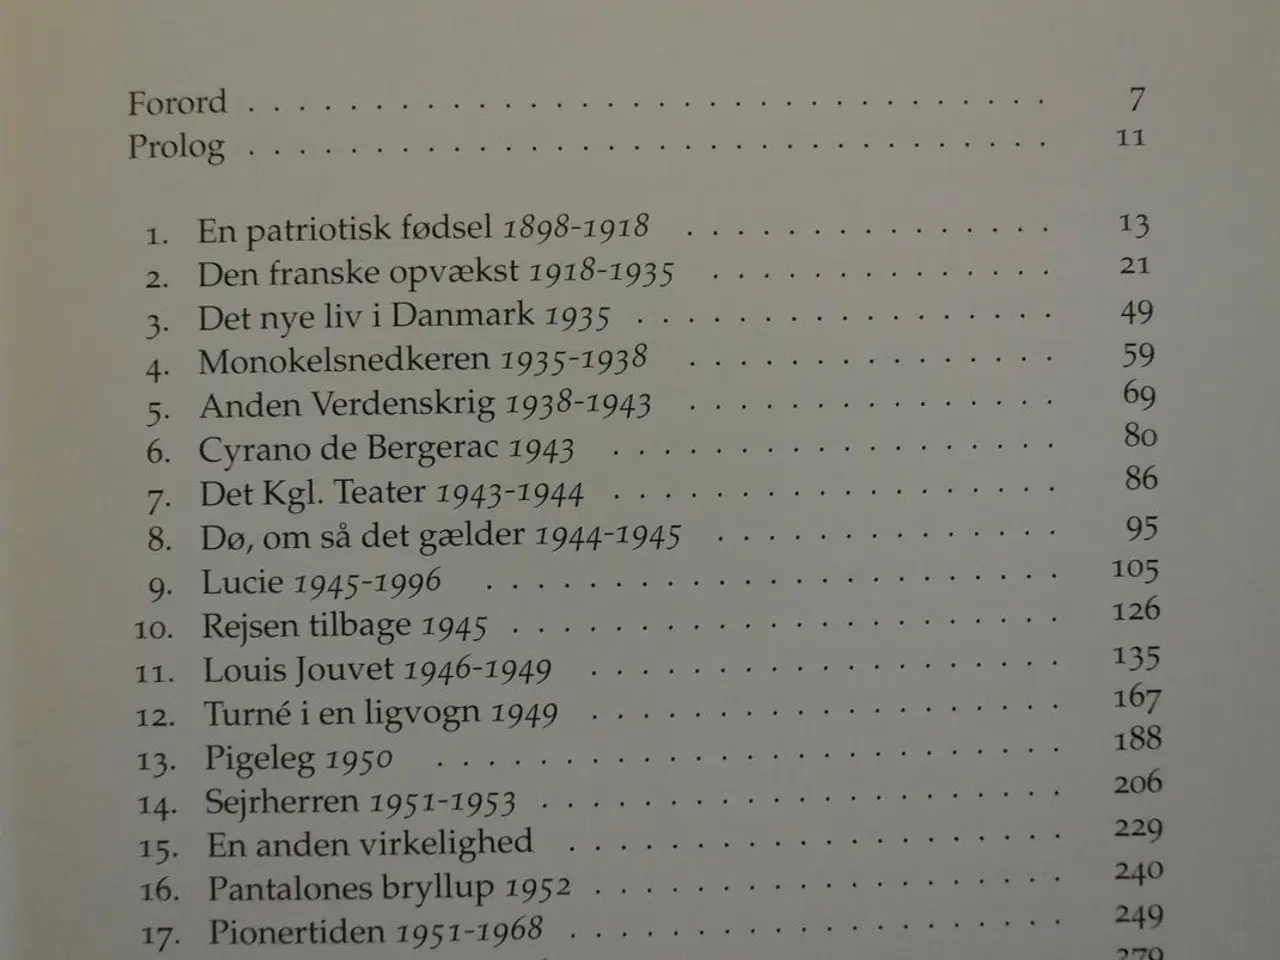 Forord . . . . . . . . . . . . . . . . . . . . . . . . . . . . . . . . 7
Prolog . . . . . . . . . . . . . . . . . . . . . . . . . . . . . . . . 11
1. En patriotisk fødsel 1898-1918 . . . . . . . . . . . . . . . 13
2. Den franske opvækst 1918-1935 . . . . . . . . . . . . . . 21
3. Det nye liv i Danmark 1935 . . . . . . . . . . . . . . . . . 49
4. Monokelsnedkeren 1935-1938 . . . . . . . . . . . . . . . 59
5. Anden Verdenskrig 1938-1943 . . . . . . . . . . . . . . . 69
6. Cyrano de Bergerac 1943 . . . . . . . . . . . . . . . . . . 80
7. Det Kgl. Teater 1943-1944 . . . . . . . . . . . . . . . . . . 86
8. Dø, om så det gælder 1944-1945 . . . . . . . . . . . . . . 95
9. Lucie 1945-1996 . . . . . . . . . . . . . . . . . . . . . . . 105
10. Rejsen tilbage 1945 . . . . . . . . . . . . . . . . . . . . . . 126
11. Louis Jouvet 1946-1949 . . . . . . . . . . . . . . . . . . . 135
12. Turné i en ligvogn 1949 . . . . . . . . . . . . . . . . . . . 167
13. Pigeleg 1950 . . . . . . . . . . . . . . . . . . . . . . . . . 188
14. Sejrherren 1951-1953 . . . . . . . . . . . . . . . . . . . . . 206
15. En anden virkelighed . . . . . . . . . . . . . . . . . . . . 229
16. Pantalones bryllup 1952 . . . . . . . . . . . . . . . . . . . 240
17. Pionertiden 1951-1968 . . . . . . . . . . . . . . . . . . . . 249